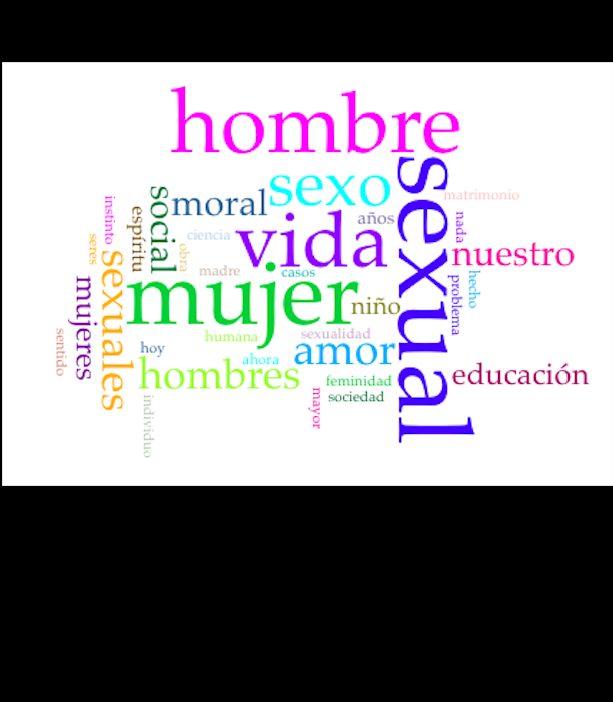 hombre
sexual
sexo
matrimonio
moral
social
instinto
espíritu
años
nada
ciencia
vida
nuestro
seres
obra
madre
casos
hecho
sexuales
mujeres
mujer
niño
problema
humana
sexualidad
sentido
hoy
ahora
amor
hombres
feminidad
educación
mayor
sociedad
individuo